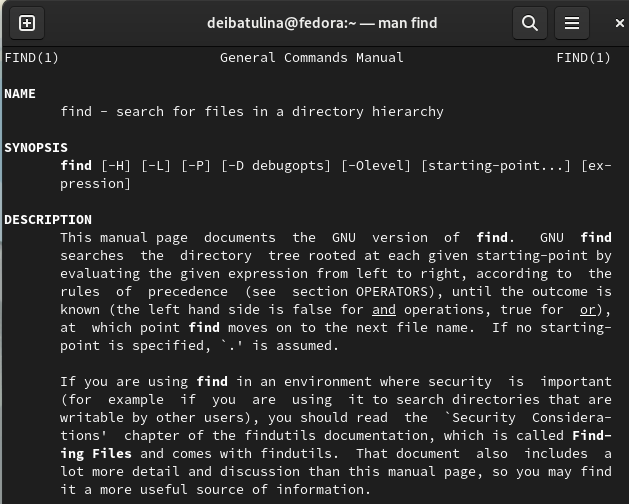 deibatulina@fedora:~ — man find
FIND(1) General Commands Manual FIND(1)
NAME
find - search for files in a directory hierarchy
SYNOPSIS
find [-H] [-L] [-P] [-D debugopts] [-Olevel] [starting-point...] [ex-
pression]
DESCRIPTION
This manual page documents the GNU version of find. GNU find
searches the directory tree rooted at each given starting-point by
evaluating the given expression from left to right, according to the
rules of precedence (see section OPERATORS), until the outcome is
known (the left hand side is false for and operations, true for or),
at which point find moves on to the next file name. If no starting-
point is specified, `.' is assumed.
If you are using find in an environment where security is important
(for example if you are using it to search directories that are
writable by other users), you should read the `Security Considera-
tions' chapter of the findutils documentation, which is called Find-
ing Files and comes with findutils. That document also includes a
lot more detail and discussion than this manual page, so you may find
it a more useful source of information.